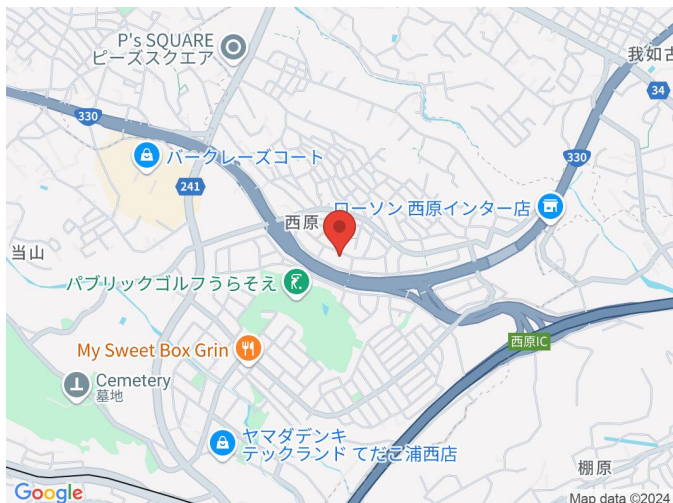 P's SQUARE
ピーズスクエア
我如古
34
330
330
バークレーズコート
241
ローソン 西原インター店
西原
当山
パブリックゴルフうらそえ
西原IC
My Sweet Box Grin
Cemetery
墓地
ヤマダデンキ
テックランド てだこ浦西店
棚原
Google
Map data ©2024